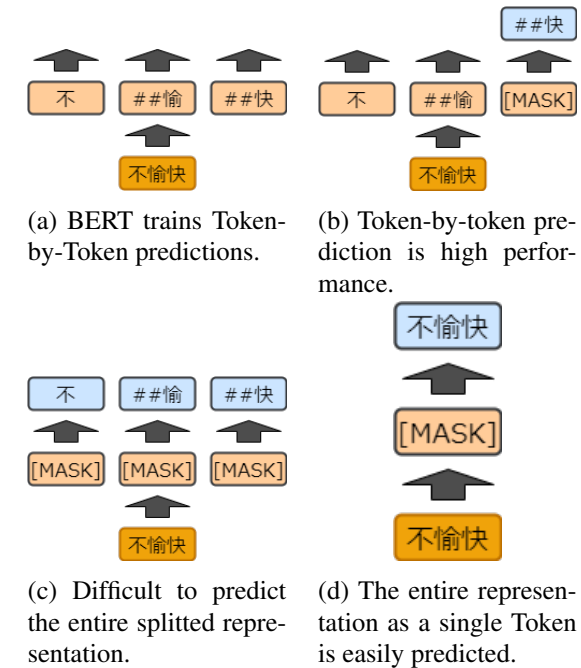 不 ##愉 ##快
不愉快
(a) BERT trains Token-
by-Token predictions.
##快
不 ##愉 [MASK]
不愉快
(b) Token-by-token pre-
diction is high perfor-
mance.
不 ##愉 ##快
[MASK] [MASK] [MASK]
不愉快
(c) Difficult to predict
the entire splitted repre-
sentation.
不愉快
[MASK]
不愉快
(d) The entire represen-
tation as a single Token
is easily predicted.